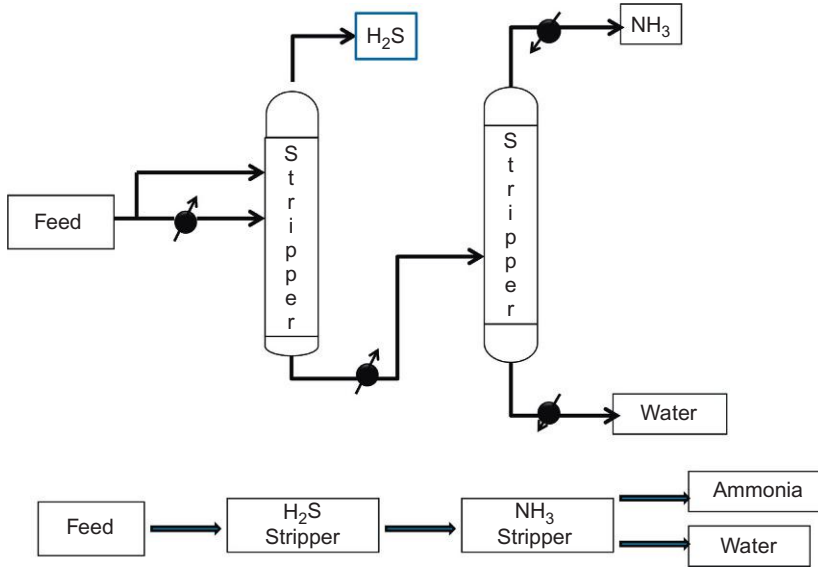 H₂S
NH₃
Stripper
Stripper
Feed
Water
Feed
H₂S
Stripper
NH₃
Stripper
Ammonia
Water